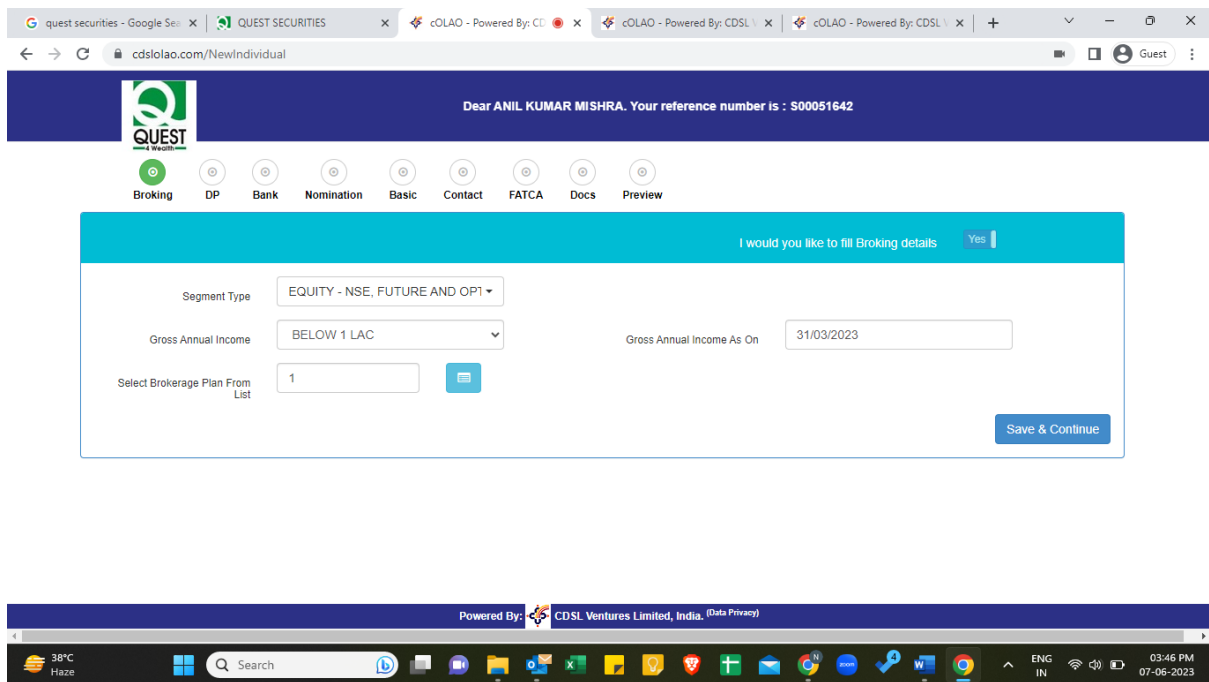 quest securities - Google Sea
QUEST SECURITIES
cOLAO - Powered By: CD
cOLAO - Powered By: CDSL V
cOLAO - Powered By: CDSL V
cdslolao.com/NewIndividual
Guest
QUEST
4 Wealth
Dear ANIL KUMAR MISHRA. Your reference number is : S00051642
Broking DP Bank Nomination Basic Contact FATCA Docs Preview
I would you like to fill Broking details Yes
Segment Type EQUITY - NSE, FUTURE AND OPT
Gross Annual Income BELOW 1 LAC Gross Annual Income As On 31/03/2023
Select Brokerage Plan From List 1
Save & Continue
Powered By: CDSL Ventures Limited, India. (Data Privacy)
38°C
Haze
Search
N
zoom
4
ENG
IN
03:46 PM
07-06-2023